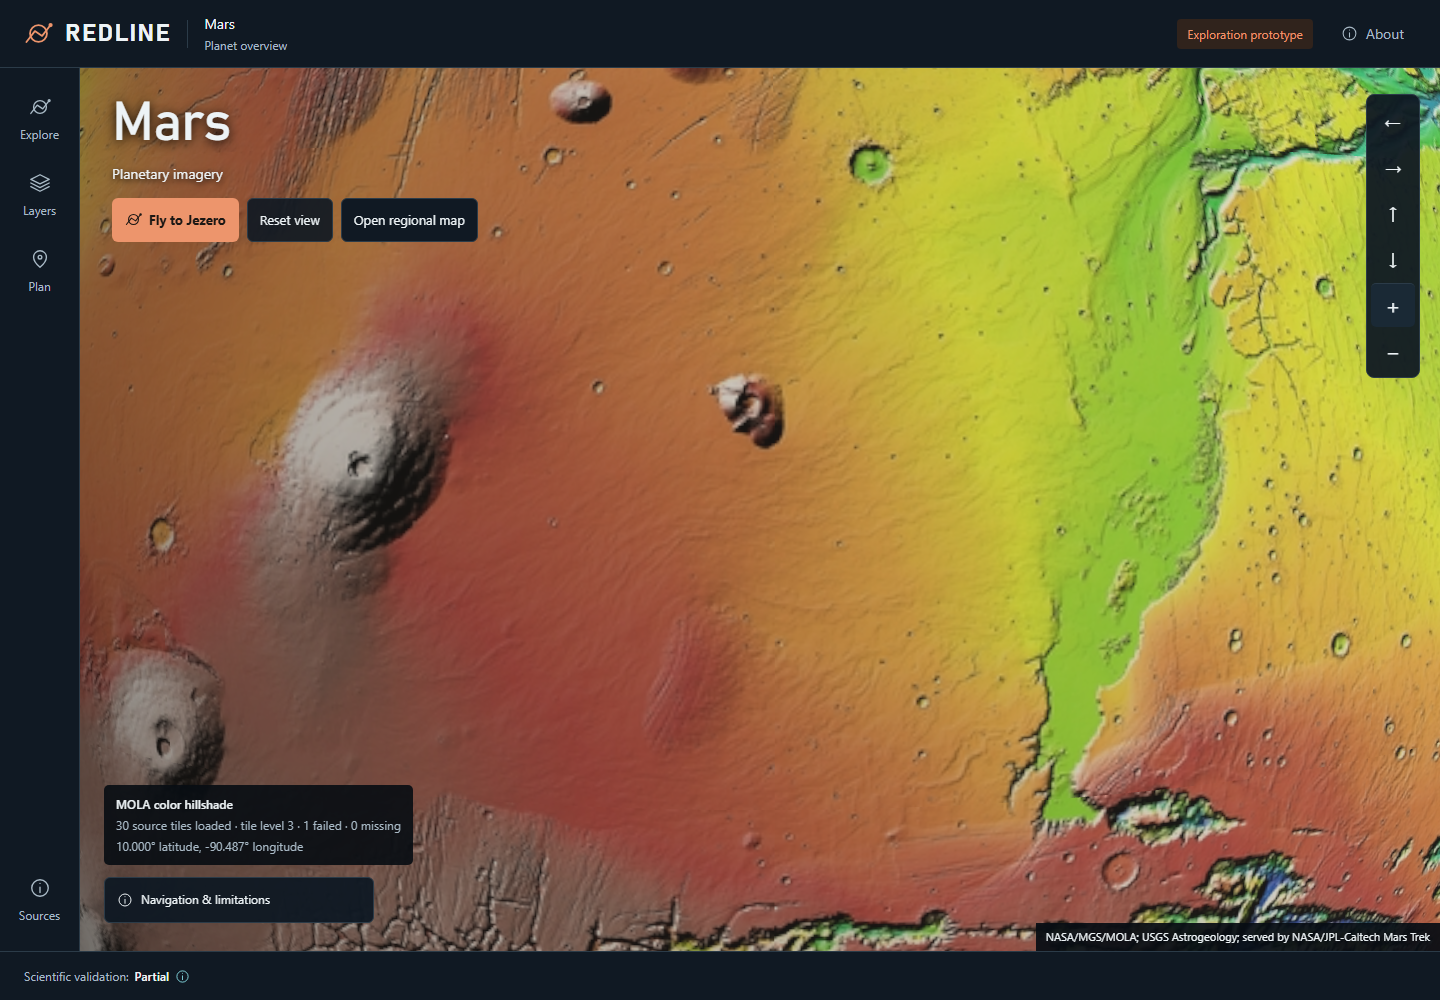 REDLINE
Mars
Planet overview
Exploration prototype
About
Explore
Layers
Plan
Sources
Mars
Planetary imagery
Fly to Jezero
Reset view
Open regional map
MOLA color hillshade
30 source tiles loaded · tile level 3 · 1 failed · 0 missing
10.000° latitude, -90.487° longitude
Navigation & limitations
NASA/MGS/MOLA; USGS Astrogeology; served by NASA/JPL-Caltech Mars Trek
Scientific validation: Partial